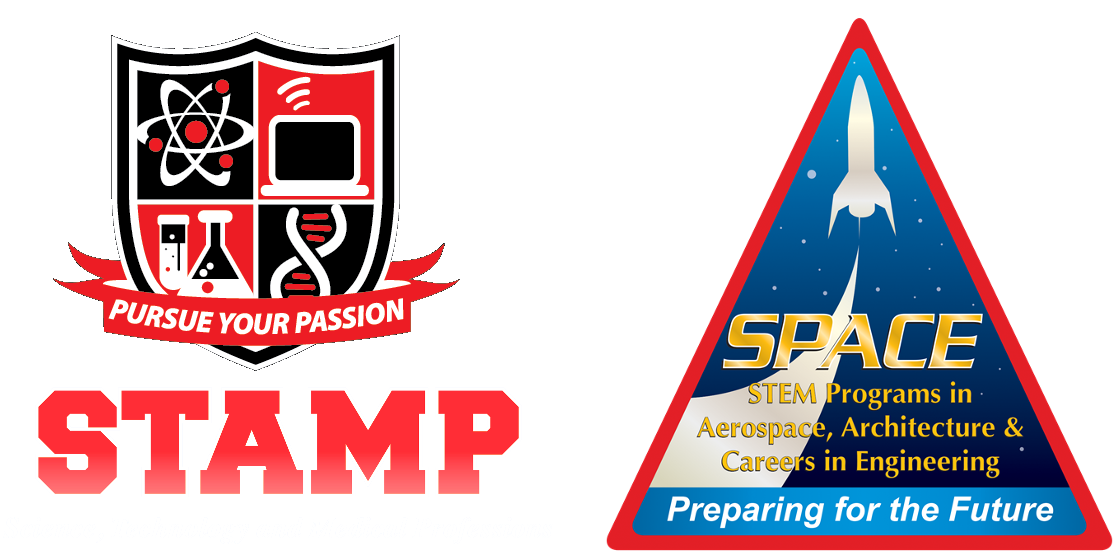 PURSUE YOUR PASSION
STAMP
SPACE
STEM Programs in
Aerospace, Architecture &
Careers in Engineering
Preparing for the Future